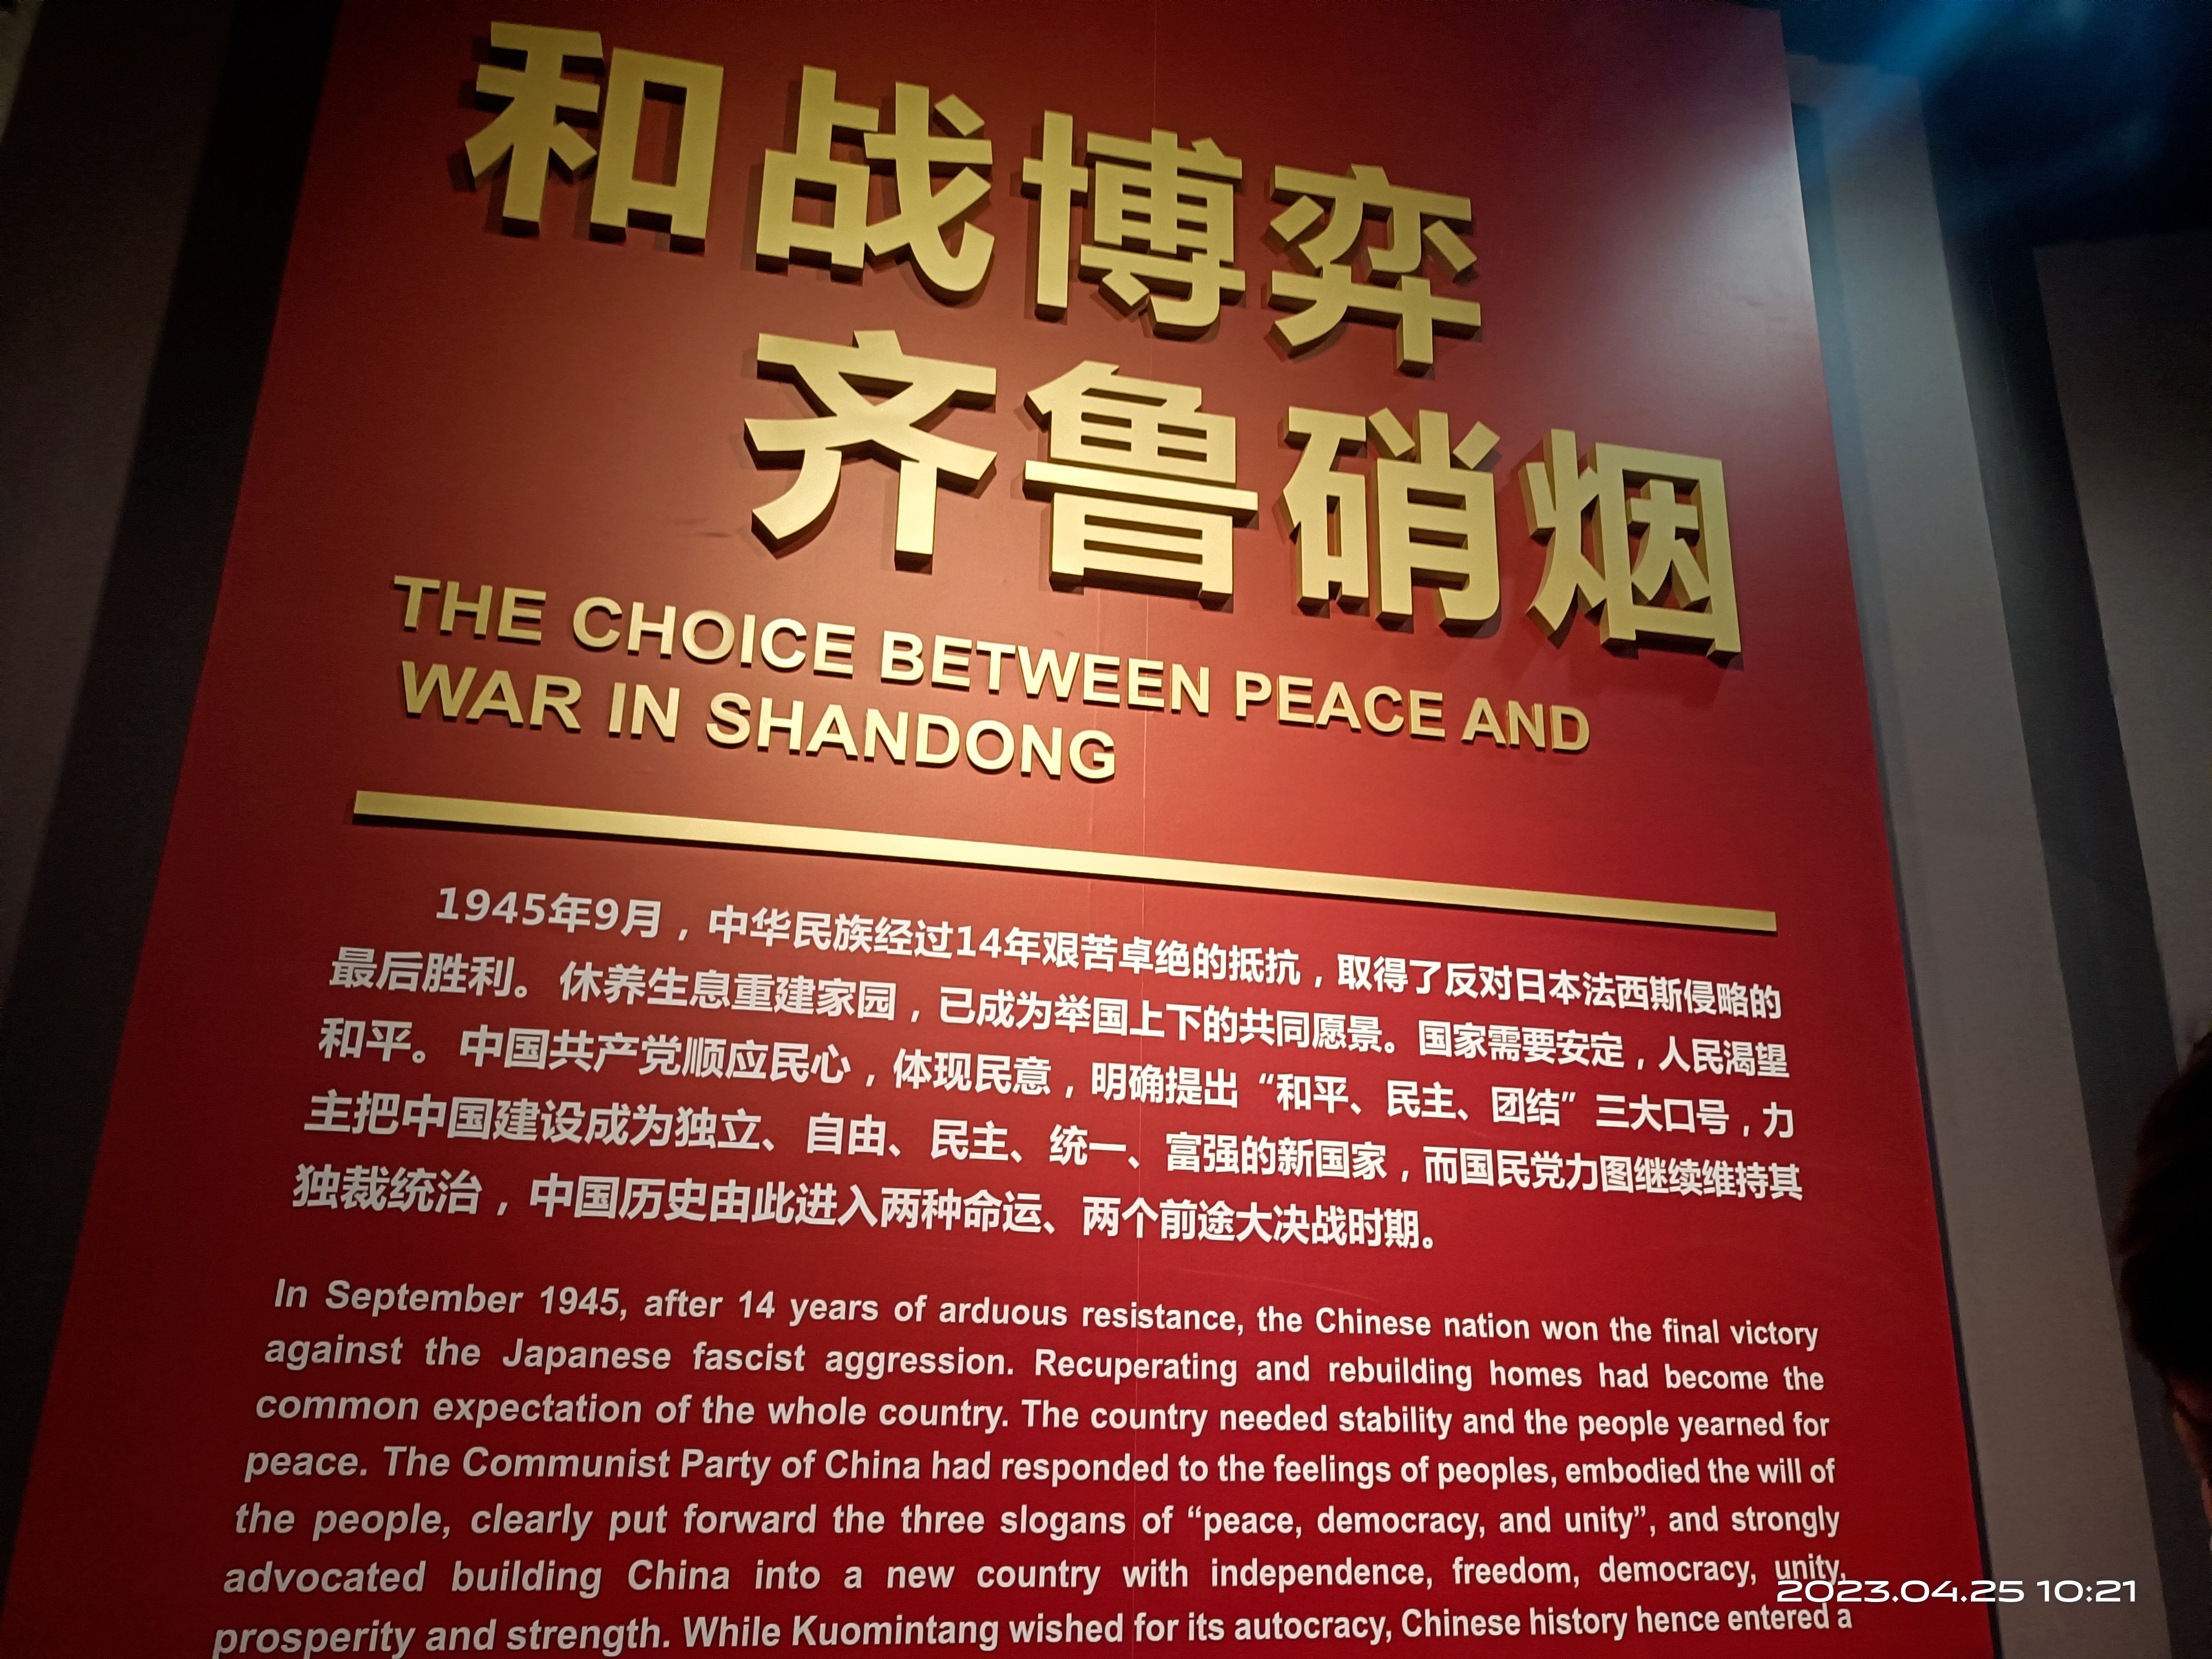 和战博弈
齐鲁硝烟
THE CHOICE BETWEEN PEACE AND
WAR IN SHANDONG
1945年9月，中华民族经过14年艰苦卓绝的抵抗，取得了反对日本法西斯侵略的
最后胜利。休养生息重建家园，已成为举国上下的共同愿景。国家需要安定，人民渴望
和平。中国共产党顺应民心，体现民意，明确提出“和平、民主、团结”三大口号，力
主把中国建设成为独立、自由、民主、统一、富强的新国家，而国民党力图继续维持其
独裁统治，中国历史由此进入两种命运、两个前途大决战时期。
In September 1945, after 14 years of arduous resistance, the Chinese nation won the final victory
against the Japanese fascist aggression. Recuperating and rebuilding homes had become the
common expectation of the whole country. The country needed stability and the people yearned for
peace. The Communist Party of China had responded to the feelings of peoples, embodied the will of
the people, clearly put forward the three slogans of “peace, democracy, and unity”, and strongly
advocated building China into a new country with independence, freedom, democracy, unity,
prosperity and strength. While Kuomintang wished for its autocracy, Chinese history hence entered a
2023.04.25 10:21